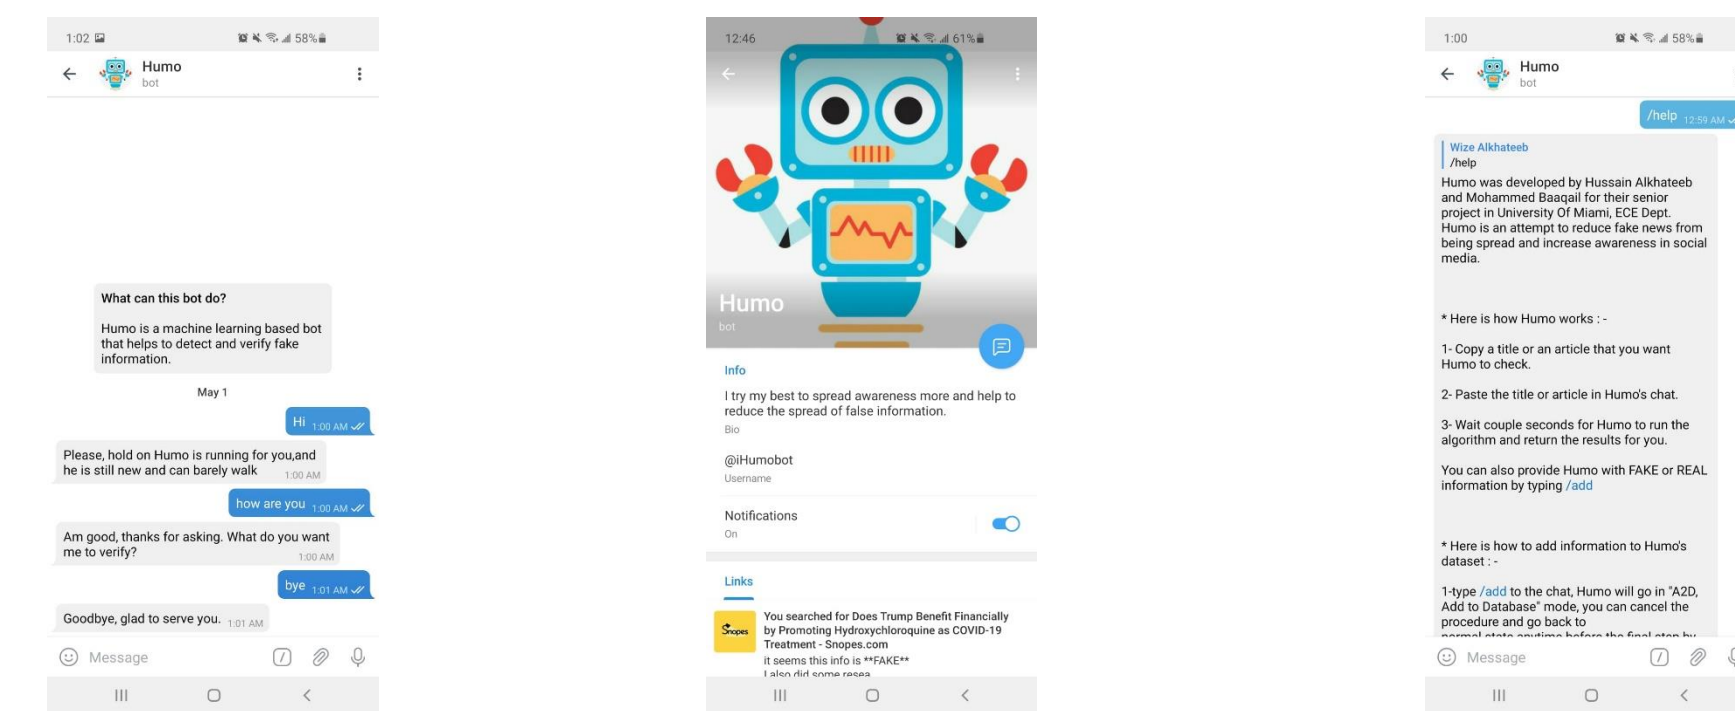 1:02
58%
Humo
bot
What can this bot do?
Humo is a machine learning based bot
that helps to detect and verify fake
information.
May 1
Hi 1:00 AM
Please, hold on Humo is running for you,and
he is still new and can barely walk 1:00 AM
how are you 1:00 AM
Am good, thanks for asking. What do you want
me to verify? 1:00 AM
bye 1:01 AM
Goodbye, glad to serve you. 1:01 AM
Message
12:46
61%
Humo
bot
Info
I try my best to spread awareness more and help to
reduce the spread of false information.
Bio
@iHumobot
Username
Notifications
On
Links
Snopes
You searched for Does Trump Benefit Financially
by Promoting Hydroxychloroquine as COVID-19
Treatment - Snopes.com
it seems this info is **FAKE**
I also did some resea
1:00
58%
Humo
bot
/help 12:59 AM
Wize Alkhateeb
/help
Humo was developed by Hussain Alkhateeb
and Mohammed Baaqail for their senior
project in University Of Miami, ECE Dept.
Humo is an attempt to reduce fake news from
being spread and increase awareness in social
media.
* Here is how Humo works : -
1- Copy a title or an article that you want
Humo to check.
2- Paste the title or article in Humo's chat.
3- Wait couple seconds for Humo to run the
algorithm and return the results for you.
You can also provide Humo with FAKE or REAL
information by typing /add
* Here is how to add information to Humo's
dataset : -
1-type /add to the chat, Humo will go in "A2D,
Add to Database" mode, you can cancel the
procedure and go back to
normal state anytime before the final step by
Message